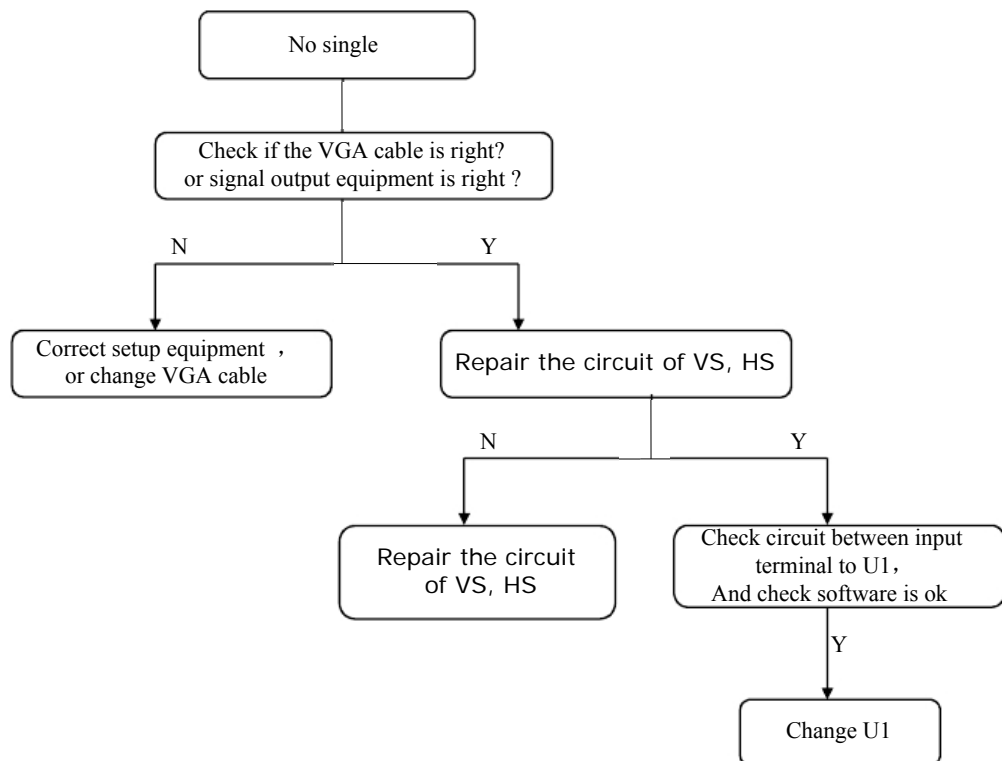 No single
Check if the VGA cable is right?
or signal output equipment is right ?
N
Y
Correct setup equipment ，
or change VGA cable
Repair the circuit of VS, HS
N
Y
Repair the circuit
of VS, HS
Check circuit between input
terminal to U1，
And check software is ok
Y
Change U1